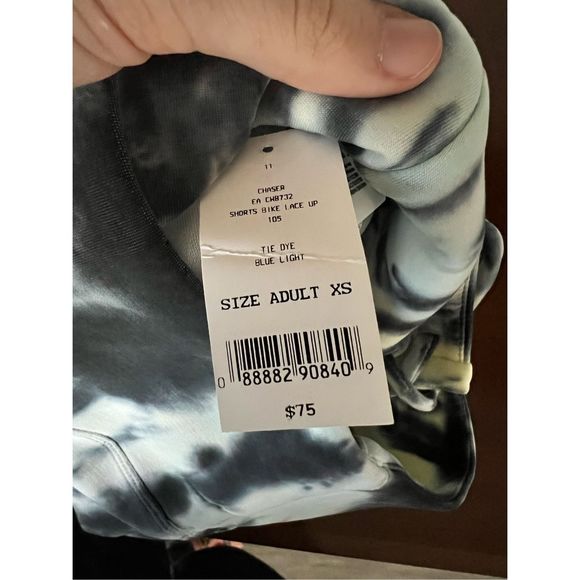 11
CHASER
EA CW8732
SHORTS BIKE LACE UP
105
TIE DYE
BLUE LIGHT
SIZE ADULT XS
0 88882 90840 9
$75